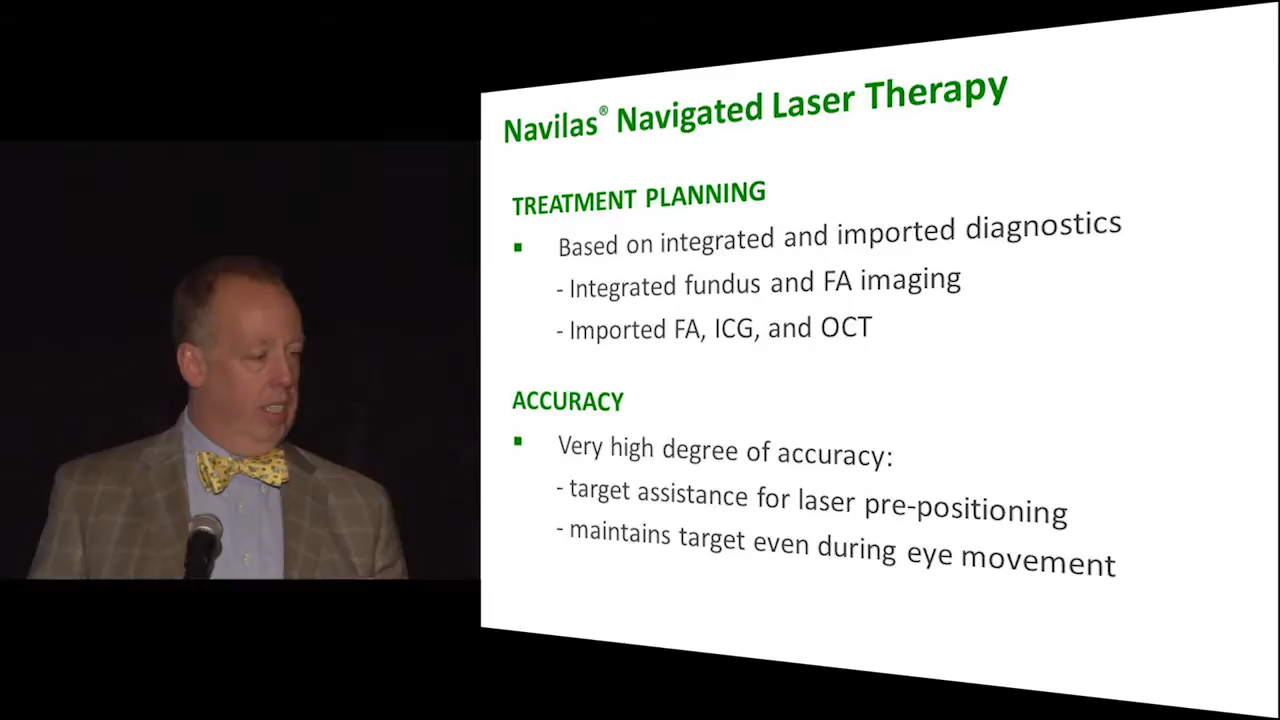 Navilas® Navigated Laser Therapy
TREATMENT PLANNING
▪ Based on integrated and imported diagnostics
- Integrated fundus and FA imaging
- Imported FA, ICG, and OCT
ACCURACY
▪ Very high degree of accuracy:
- target assistance for laser pre-positioning
- maintains target even during eye movement